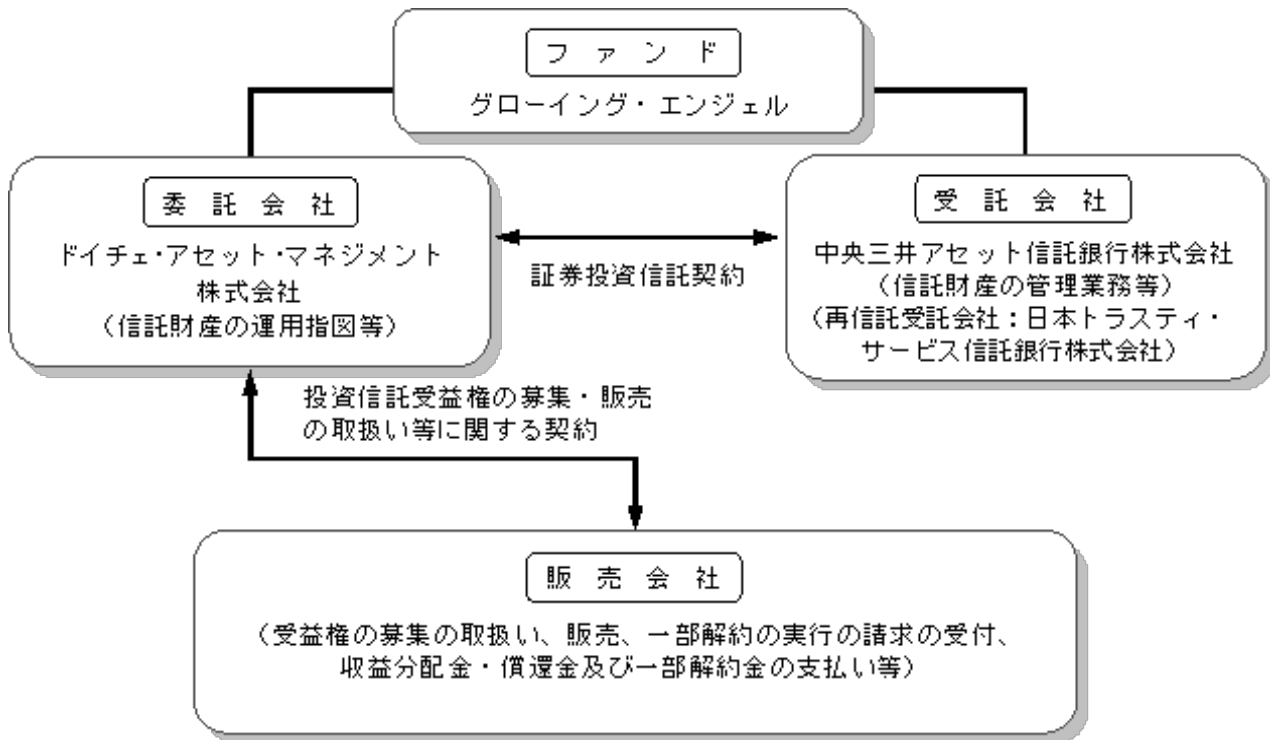 ファンド
グローイング・エンジェル
委託会社
ドイチェ・アセット・マネジメント
株式会社
（信託財産の運用指図等）
証券投資信託契約
受託会社
中央三井アセット信託銀行株式会社
（信託財産の管理業務等）
（再信託受託会社：日本トラスティ・
サービス信託銀行株式会社）
投資信託受益権の募集・販売
の取扱い等に関する契約
販売会社
（受益権の募集の取扱い、販売、一部解約の実行の請求の受付、
収益分配金・償還金及び一部解約金の支払い等）